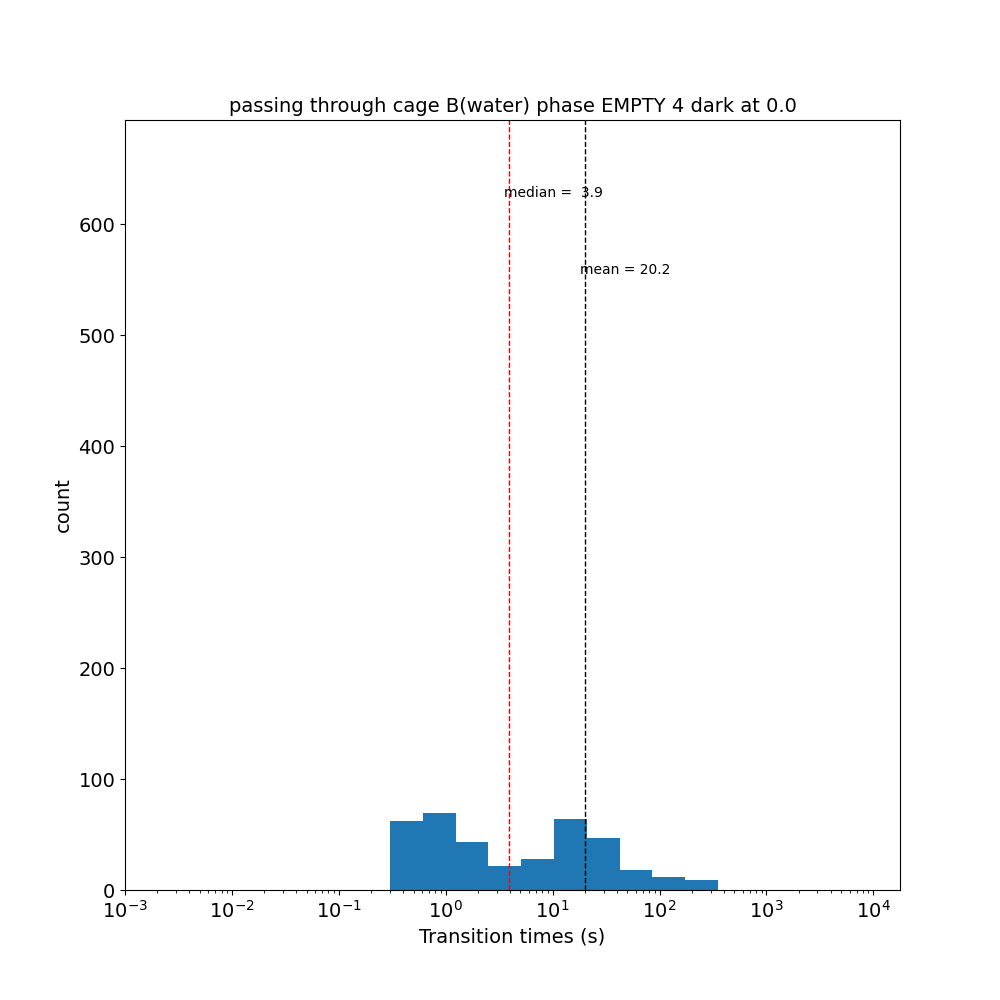 passing through cage B(water) phase EMPTY 4 dark at 0.0
median =  3.9
mean = 20.2
600
500
400
300
200
100
0
count
10⁻³ 10⁻² 10⁻¹ 10⁰ 10¹ 10² 10³ 10⁴
Transition times (s)